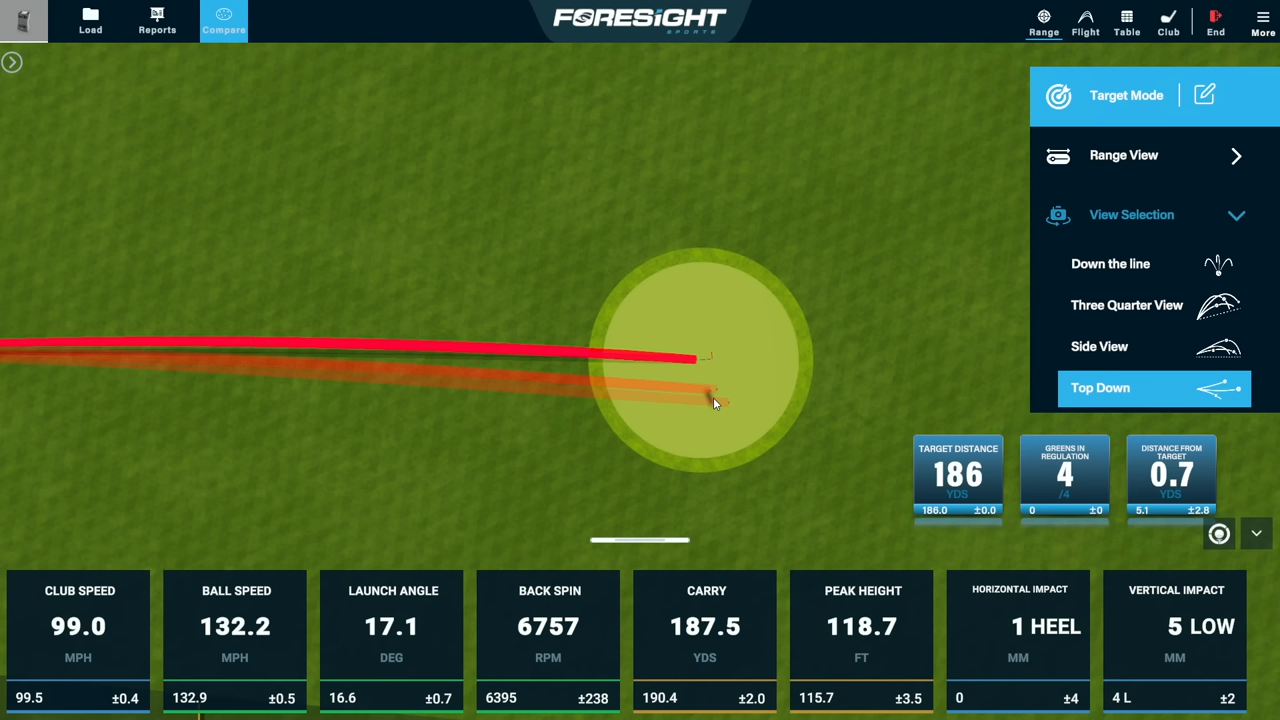 Load
Reports
Compare
FORESIGHT
SPORTS
Range
Flight
Table
Club
End
More
Target Mode
Range View
View Selection
Down the line
Three Quarter View
Side View
Top Down
TARGET DISTANCE
186
YDS
186.0 ±0.0
GREENS IN
REGULATION
4
/4
0 ±0
DISTANCE FROM
TARGET
0.7
YDS
5.1 ±2.8
CLUB SPEED
99.0
MPH
99.5 ±0.4
BALL SPEED
132.2
MPH
132.9 ±0.5
LAUNCH ANGLE
17.1
DEG
16.6 ±0.7
BACK SPIN
6757
RPM
6395 ±238
CARRY
187.5
YDS
190.4 ±2.0
PEAK HEIGHT
118.7
FT
115.7 ±3.5
HORIZONTAL IMPACT
1 HEEL
MM
0 ±4
VERTICAL IMPACT
5 LOW
MM
4 L ±2